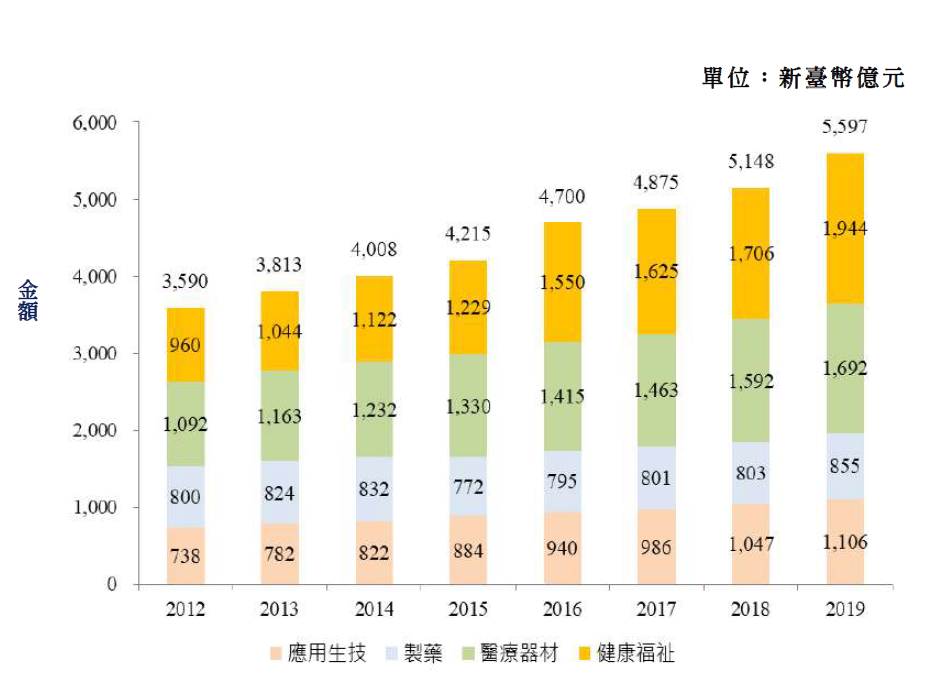 單位：新臺幣億元
金額
6,000
5,000
4,000
3,000
2,000
1,000
0
3,590 3,813 4,008 4,215 4,700 4,875 5,148 5,597
960 1,044 1,122 1,229 1,550 1,625 1,706 1,944
1,092 1,163 1,232 1,330 1,415 1,463 1,592 1,692
800 824 832 772 795 801 803 855
738 782 822 884 940 986 1,047 1,106
2012 2013 2014 2015 2016 2017 2018 2019
應用生技 製藥 醫療器材 健康福祉